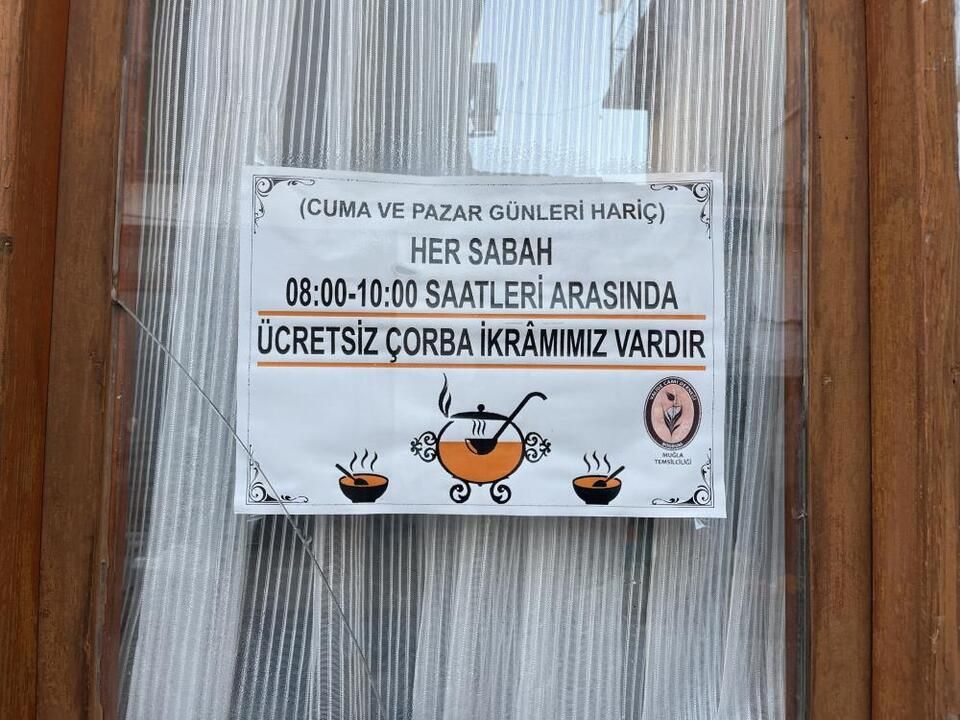 (CUMA VE PAZAR GÜNLERİ HARİÇ)
HER SABAH
08:00-10:00 SAATLERİ ARASINDA
ÜCRETSİZ ÇORBA İKRÂMIMIZ VARDIR
MUĞLA
TEMSİLCİLİĞİ